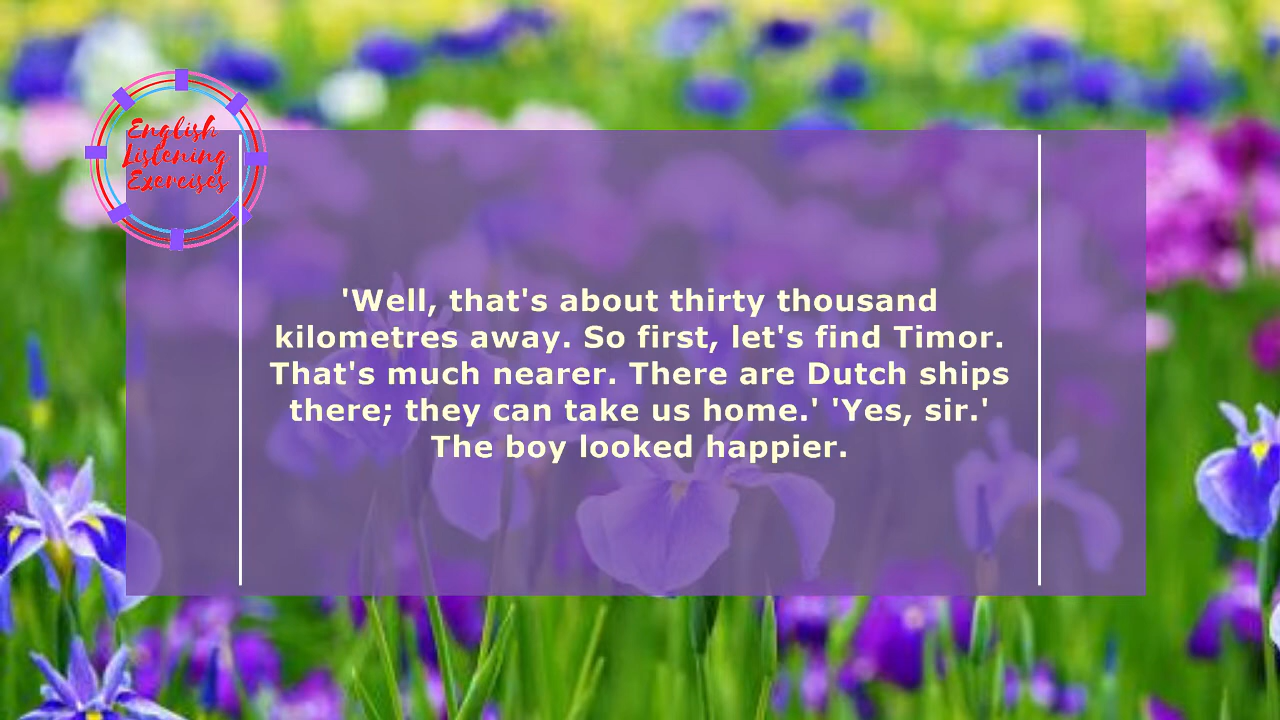 English
Listening
Exercises
'Well, that's about thirty thousand
kilometres away. So first, let's find Timor.
That's much nearer. There are Dutch ships
there; they can take us home.' 'Yes, sir.'
The boy looked happier.